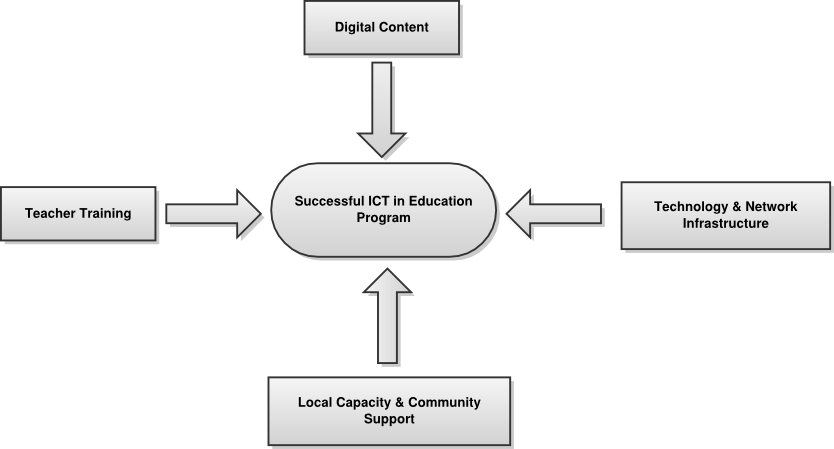 Digital Content
Successful ICT in Education
Program
Teacher Training
Technology & Network
Infrastructure
Local Capacity & Community
Support